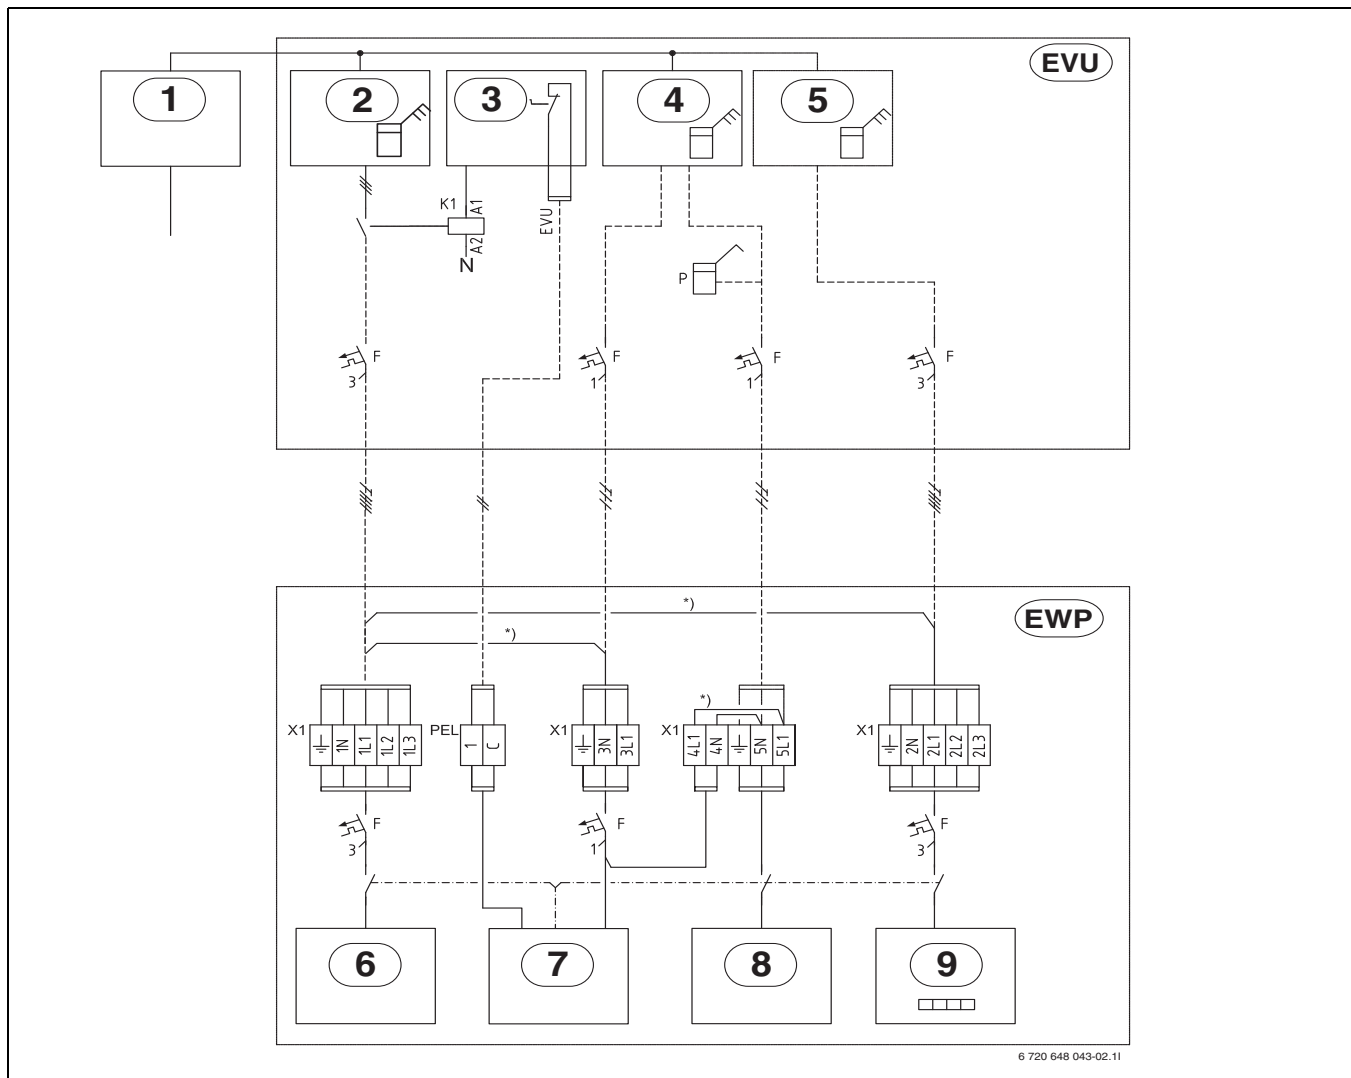 EVU
1
2
3
4
5
K1
A1
A2
N
EVU
P
F
3
F
1
F
1
F
3
EWP
*)
*)
*)
X1
1N
1L1
1L2
1L3
PEL
1
C
X1
3N
3L1
X1
4L1
4N
5N
5L1
X1
2N
2L1
2L2
2L3
F
3
F
1
F
3
6
7
8
9
6 720 648 043-02.1I